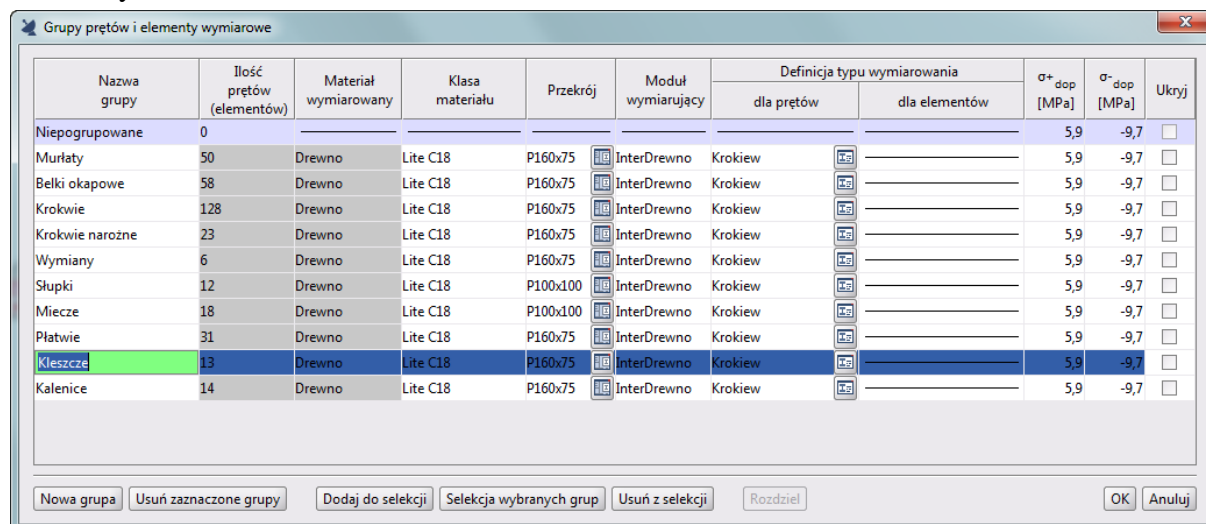 Grupy prętów i elementy wymiarowe
Nazwa grupy Ilość prętów (elementów) Materiał wymiarowany Klasa materiału Przekrój Moduł wymiarujący Definicja typu wymiarowania dla prętów dla elementów σ+ dop [MPa] σ- dop [MPa] Ukryj
Niepogrupowane 0 5,9 -9,7
Murłaty 50 Drewno Lite C18 P160x75 InterDrewno Krokiew 5,9 -9,7
Belki okapowe 58 Drewno Lite C18 P160x75 InterDrewno Krokiew 5,9 -9,7
Krokwie 128 Drewno Lite C18 P160x75 InterDrewno Krokiew 5,9 -9,7
Krokwie narożne 23 Drewno Lite C18 P160x75 InterDrewno Krokiew 5,9 -9,7
Wymiany 6 Drewno Lite C18 P160x75 InterDrewno Krokiew 5,9 -9,7
Słupki 12 Drewno Lite C18 P100x100 InterDrewno Krokiew 5,9 -9,7
Miecze 18 Drewno Lite C18 P100x100 InterDrewno Krokiew 5,9 -9,7
Płatwie 31 Drewno Lite C18 P160x75 InterDrewno Krokiew 5,9 -9,7
Kleszcze 13 Drewno Lite C18 P160x75 InterDrewno Krokiew 5,9 -9,7
Kalenice 14 Drewno Lite C18 P160x75 InterDrewno Krokiew 5,9 -9,7
Nowa grupa Usuń zaznaczone grupy Dodaj do selekcji Selekcja wybranych grup Usuń z selekcji Rozdziel OK Anuluj